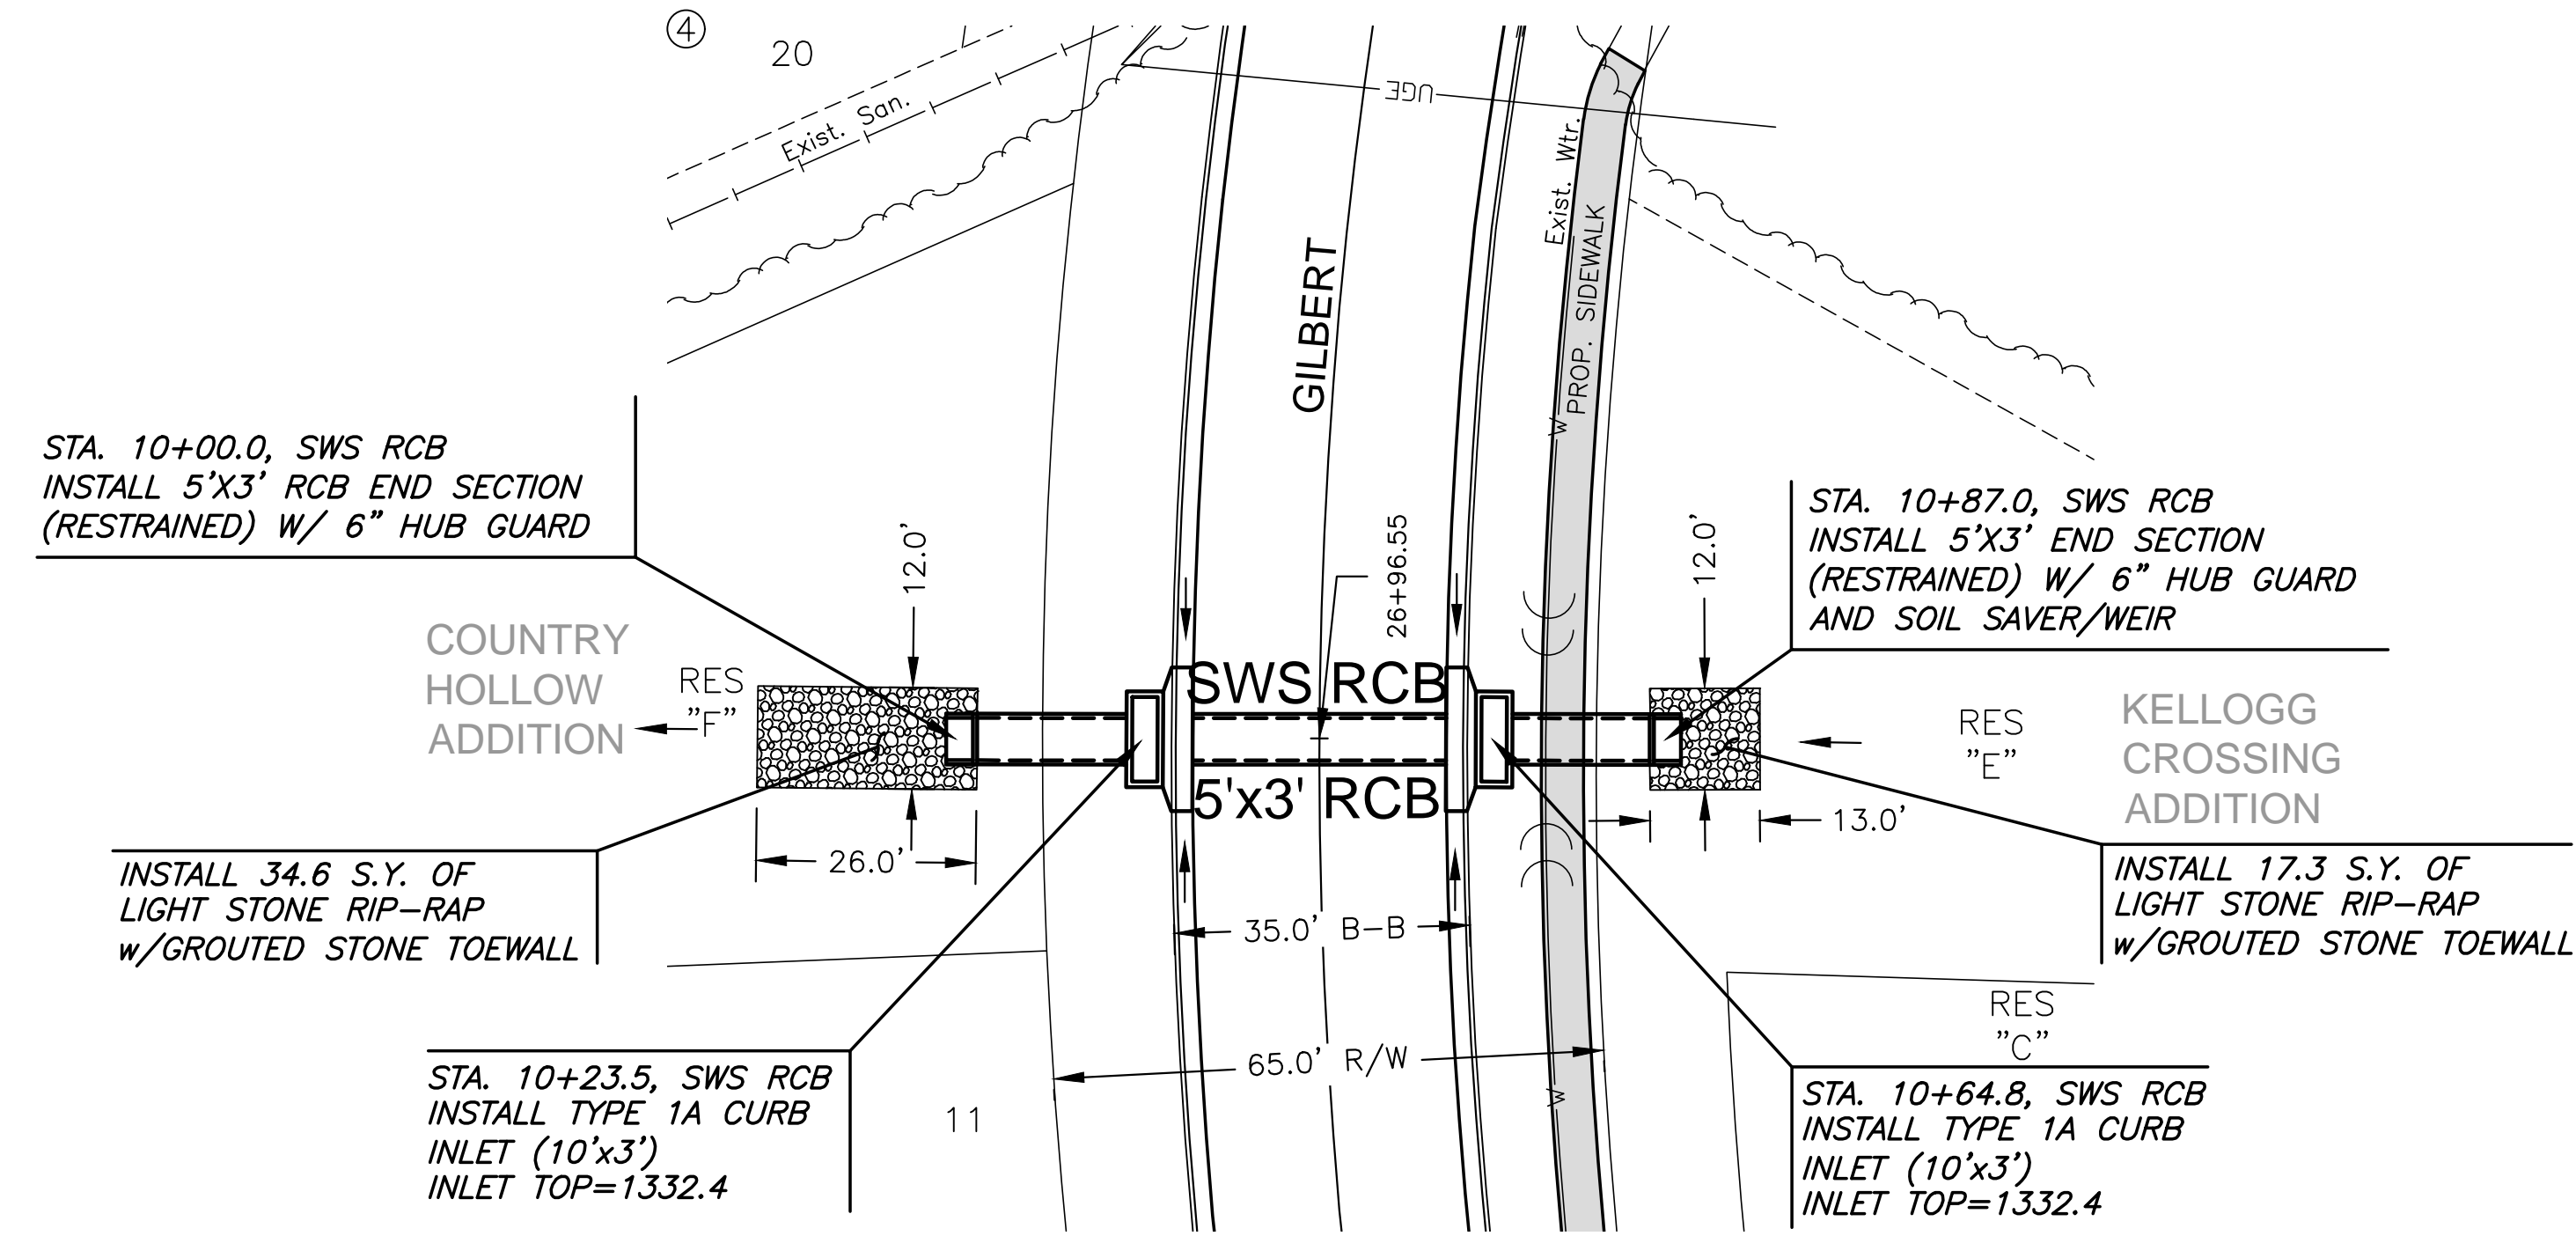 4
20
Exist. San.
UGE
Exist. Wtr.
PROP. SIDEWALK
W
GILBERT
STA. 10+00.0, SWS RCB
INSTALL 5'X3' RCB END SECTION
(RESTRAINED) W/ 6" HUB GUARD
12.0'
26+96.55
12.0'
STA. 10+87.0, SWS RCB
INSTALL 5'X3' END SECTION
(RESTRAINED) W/ 6" HUB GUARD
AND SOIL SAVER/WEIR
COUNTRY
HOLLOW
ADDITION
RES
"F"
SWS RCB
5'x3' RCB
RES
"E"
KELLOGG
CROSSING
ADDITION
26.0'
13.0'
INSTALL 34.6 S.Y. OF
LIGHT STONE RIP-RAP
w/GROUTED STONE TOEWALL
35.0' B-B
INSTALL 17.3 S.Y. OF
LIGHT STONE RIP-RAP
w/GROUTED STONE TOEWALL
65.0' R/W
RES
"C"
W
STA. 10+23.5, SWS RCB
INSTALL TYPE 1A CURB
INLET (10'x3')
INLET TOP=1332.4
11
STA. 10+64.8, SWS RCB
INSTALL TYPE 1A CURB
INLET (10'x3')
INLET TOP=1332.4